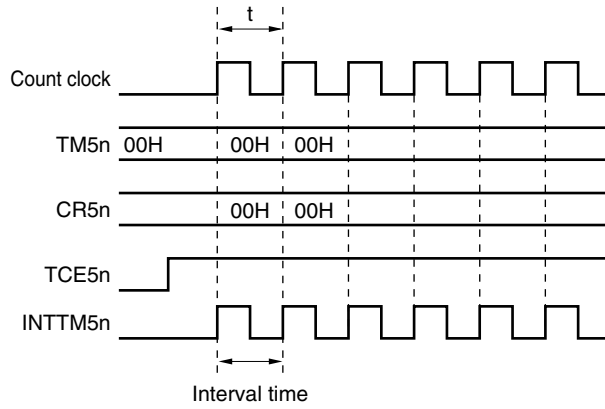 t
Count clock
TM5n 00H 00H 00H
CR5n 00H 00H
TCE5n
INTTM5n
Interval time